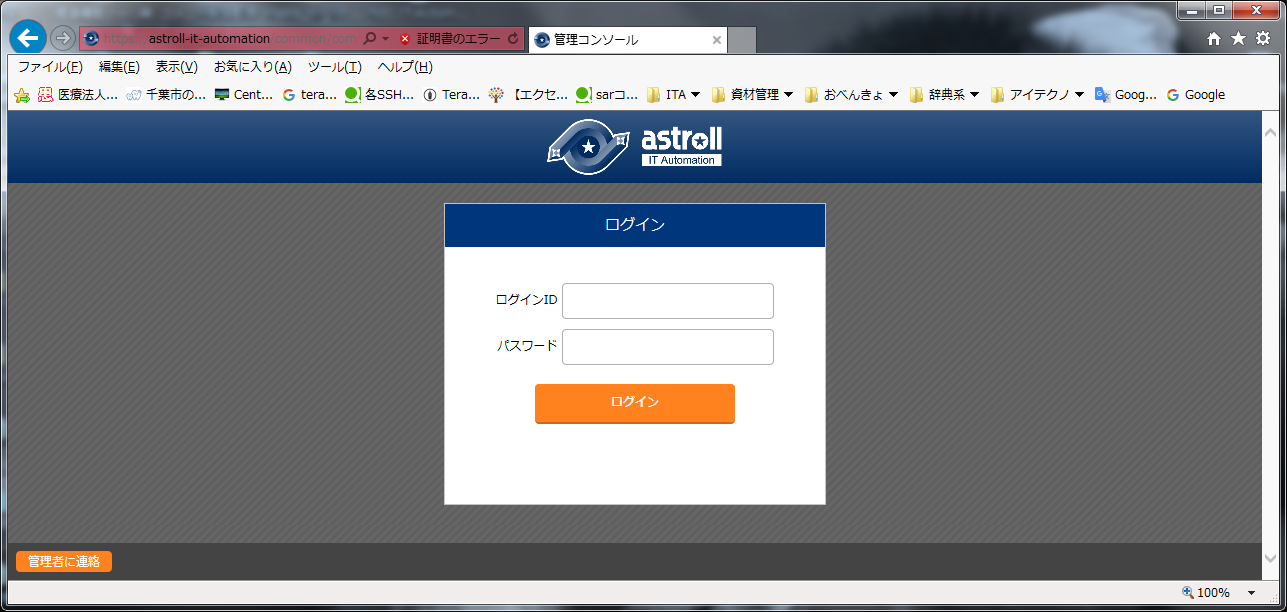 https://astroll-it-automation/common/com 証明書のエラー 管理コンソール
ファイル(F) 編集(E) 表示(V) お気に入り(A) ツール(T) ヘルプ(H)
医療法人... 千葉市の... Cent... tera... 各SSH... Tera... 【エクセ... sarコ... ITA 資材管理 おべんきょ 辞典系 アイテクノ Goog... Google
astroll
IT Automation
ログイン
ログインID
パスワード
ログイン
管理者に連絡
100%